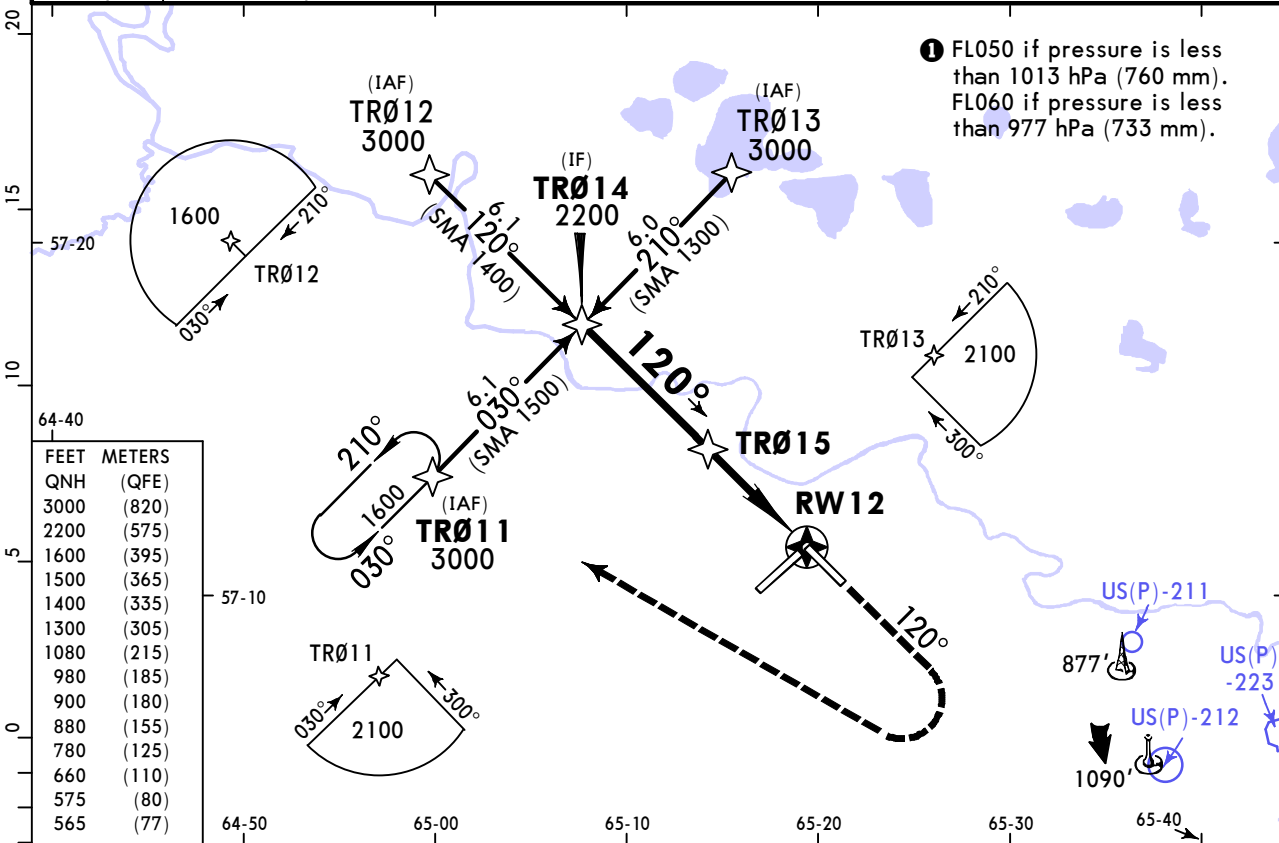 20
15
10
5
0
❶ FL050 if pressure is less
than 1013 hPa (760 mm).
FL060 if pressure is less
than 977 hPa (733 mm).
(IAF)
TRØ12
3000
(IAF)
TRØ13
3000
(IF)
TRØ14
2200
6.1
120°
(SMA 1400)
6.0
210°
(SMA 1300)
1600
210°
TRØ12
030°
57-20
210°
TRØ13
2100
300°
120°
6.1
030°
(SMA 1500)
TRØ15
RW12
210°
1600
030°
(IAF)
TRØ11
3000
64-40
FEET METERS
QNH (QFE)
3000 (820)
2200 (575)
1600 (395)
1500 (365)
1400 (335)
1300 (305)
1080 (215)
980 (185)
900 (180)
880 (155)
780 (125)
660 (110)
575 (80)
565 (77)
57-10
120°
US(P)-211
877'
US(P)
-223
US(P)-212
1090'
TRØ11
030°
300°
2100
64-50
65-00
65-10
65-20
65-30
65-40